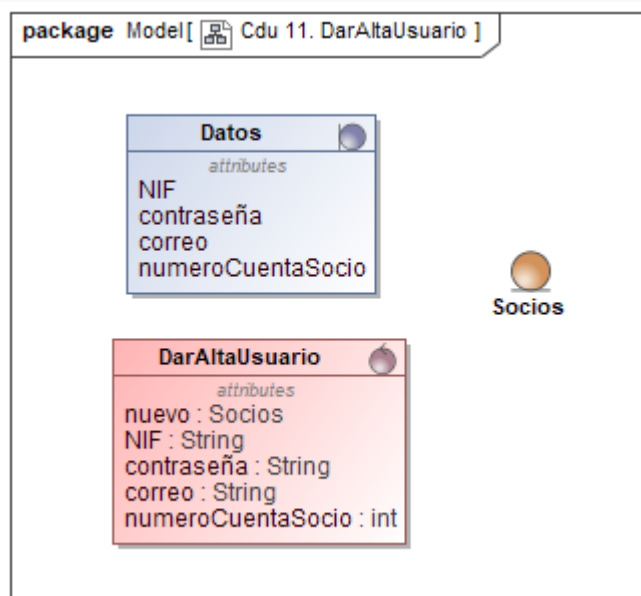 package Model[ Cdu 11. DarAltaUsuario ]
Datos
attributes
NIF
contraseña
correo
numeroCuentaSocio
Socios
DarAltaUsuario
attributes
nuevo : Socios
NIF : String
contraseña : String
correo : String
numeroCuentaSocio : int